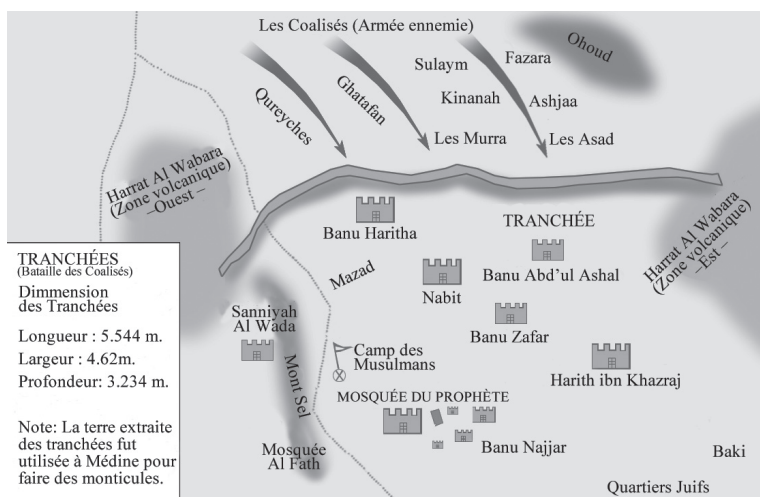 Les Coalisés (Armée ennemie)
Ohoud
Fazara
Sulaym
Qureyches
Ghatafan
Kinanah
Ashjaa
Les Murra
Les Asad
Harrat Al Wabara
(Zone volcanique)
–Ouest –
Harrat Al Wabara
(Zone volcanique)
–Est –
TRANCHÉE
Banu Haritha
Mazad
Nabit
Banu Abd'ul Ashal
Banu Zafar
Harith ibn Khazraj
Sanniyah
Al Wada
Mont Sel
Camp des
Musulmans
MOSQUÉE DU PROPHÈTE
Banu Najjar
Mosquée
Al Fath
Baki
Quartiers Juifs
TRANCHÉES
(Bataille des Coalisés)
Dimmension
des Tranchées
Longueur : 5.544 m.
Largeur : 4.62m.
Profondeur: 3.234 m.
Note: La terre extraite
des tranchées fut
utilisée à Médine pour
faire des monticules.